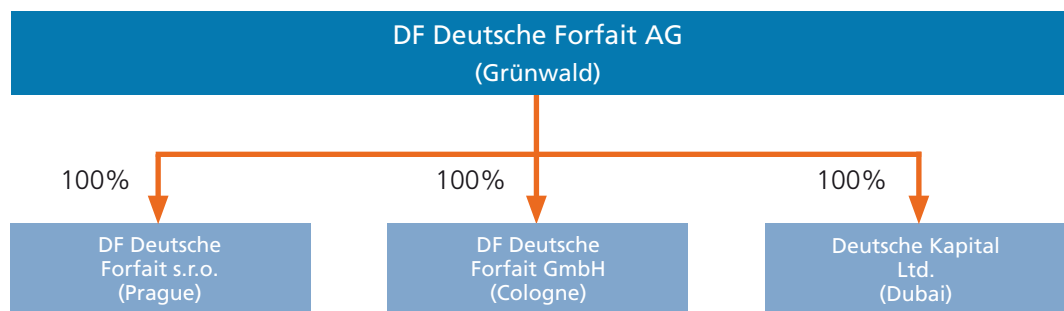 DF Deutsche Forfait AG
(Grünwald)
100%
100%
100%
DF Deutsche
Forfait s.r.o.
(Prague)
DF Deutsche
Forfait GmbH
(Cologne)
Deutsche Kapital
Ltd.
(Dubai)